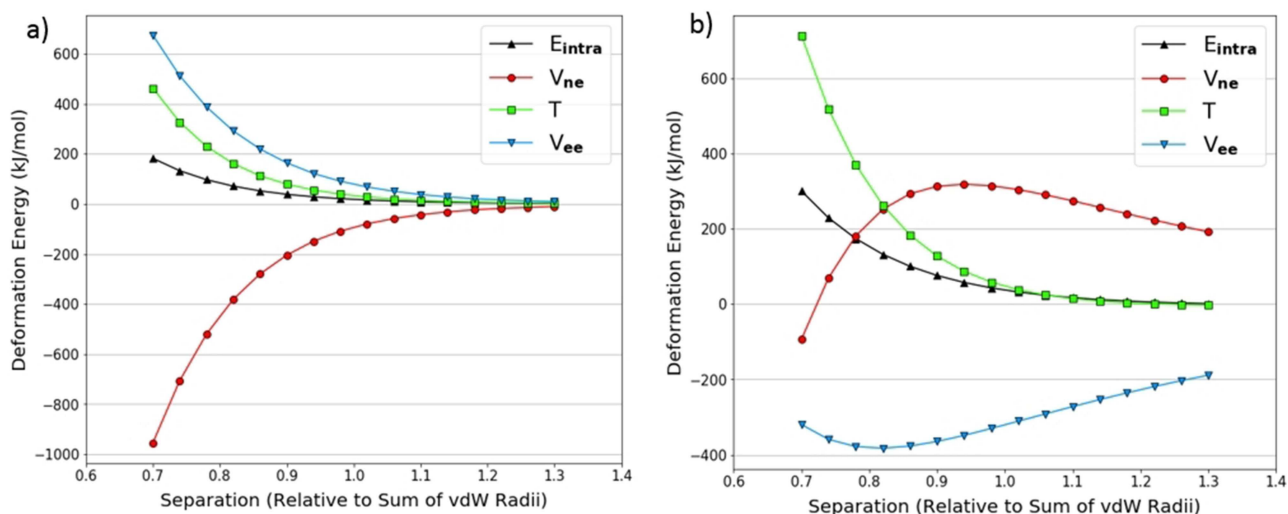 a)
Deformation Energy (kJ/mol)
600
400
200
0
−200
−400
−600
−800
−1000
0.6 0.7 0.8 0.9 1.0 1.1 1.2 1.3 1.4
Separation (Relative to Sum of vdW Radii)
E intra
V ne
T
V ee
b)
Deformation Energy (kJ/mol)
600
400
200
0
−200
−400
0.6 0.7 0.8 0.9 1.0 1.1 1.2 1.3 1.4
Separation (Relative to Sum of vdW Radii)
E intra
V ne
T
V ee